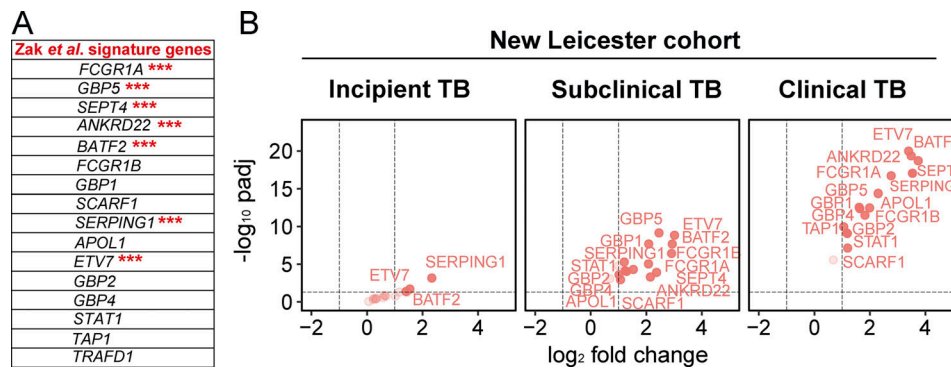 A
Zak et al. signature genes
FCGR1A ***
GBP5 ***
SEPT4 ***
ANKRD22 ***
BATF2 ***
FCGR1B
GBP1
SCARF1
SERPING1 ***
APOL1
ETV7 ***
GBP2
GBP4
STAT1
TAP1
TRAFD1
B
New Leicester cohort
Incipient TB
Subclinical TB
Clinical TB
-log10 padj
20
15
10
5
0
ETV7
SERPING1
BATF2
−2 0 2 4
GBP5
ETV7
GBP1
BATF2
SERPING1
FCGR1B
STAT1
FCGR1A
GBP2
SEPT4
GBP4
ANKRD22
APOL1
SCARF1
−2 0 2 4
ETV7
BATF
ANKRD22
FCGR1A
SEPT
GBP5
SERPING
GBP1
APOL1
GBP4
FCGR1B
TAP1
GBP2
STAT1
SCARF1
−2 0 2 4
log2 fold change